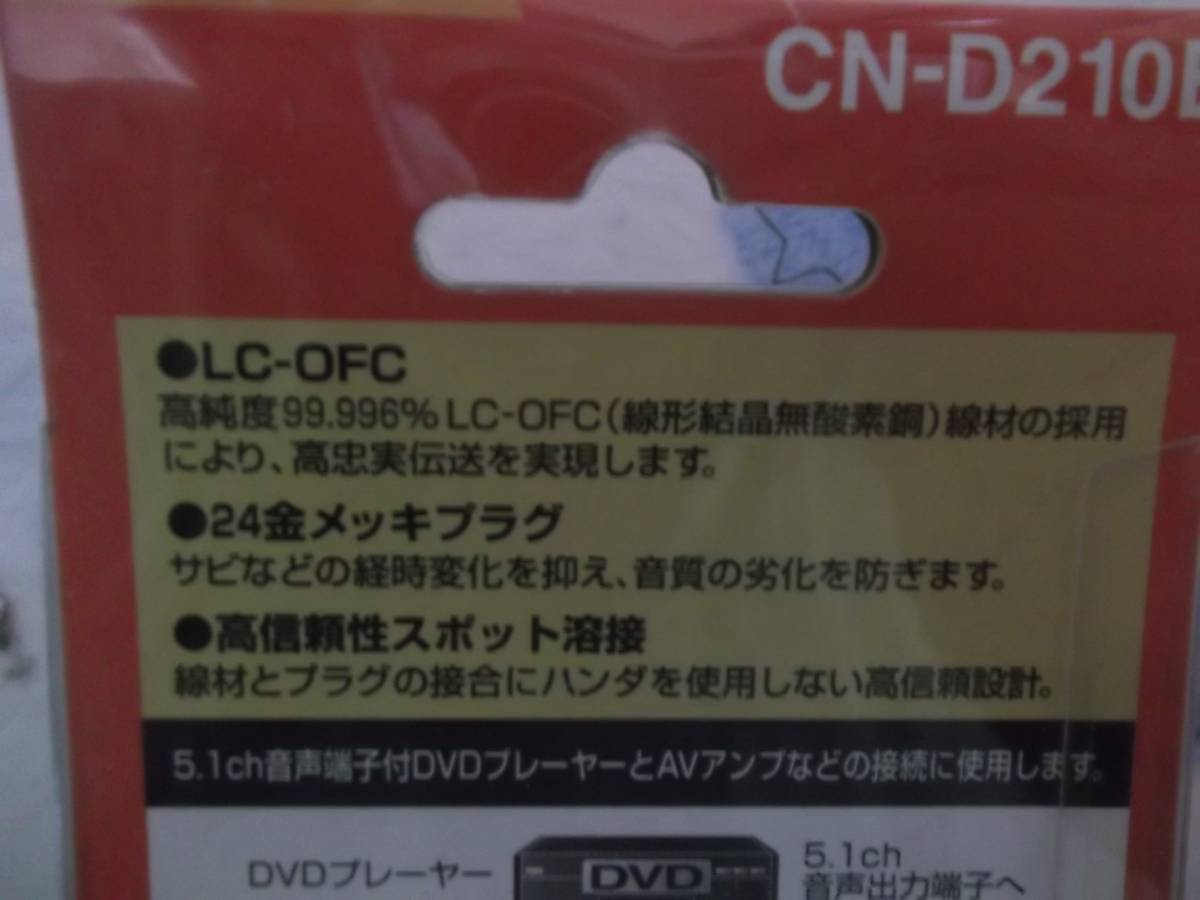 CN-D210
●LC-OFC
高純度99.996%LC-OFC(線形結晶無酸素銅)線材の採用
により、高忠実伝送を実現します。
●24金メッキプラグ
サビなどの経時変化を抑え、音質の劣化を防ぎます。
●高信頼性スポット溶接
線材とプラグの接合にハンダを使用しない高信頼設計。
5.1ch音声端子付DVDプレーヤーとAVアンプなどの接続に使用します。
DVDプレーヤー
DVD
5.1ch
音声出力端子へ